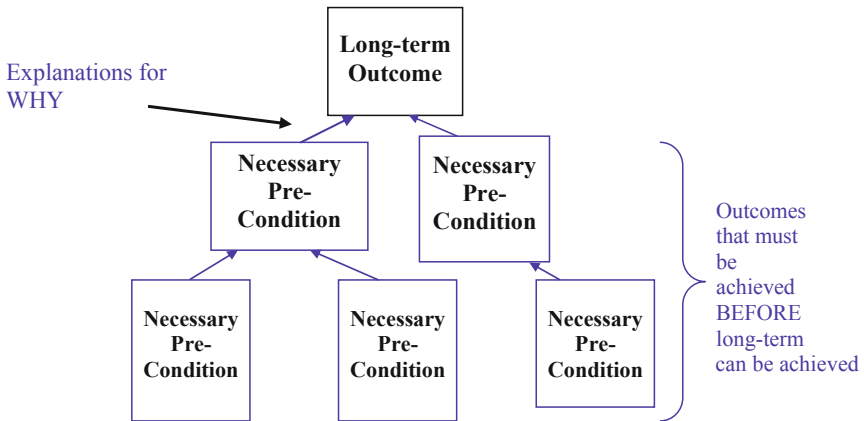 Long-term
Outcome
Explanations for
WHY
Necessary
Pre-
Condition
Necessary
Pre-
Condition
Outcomes
that must
be
achieved
BEFORE
long-term
can be achieved
Necessary
Pre-
Condition
Necessary
Pre-
Condition
Necessary
Pre-
Condition